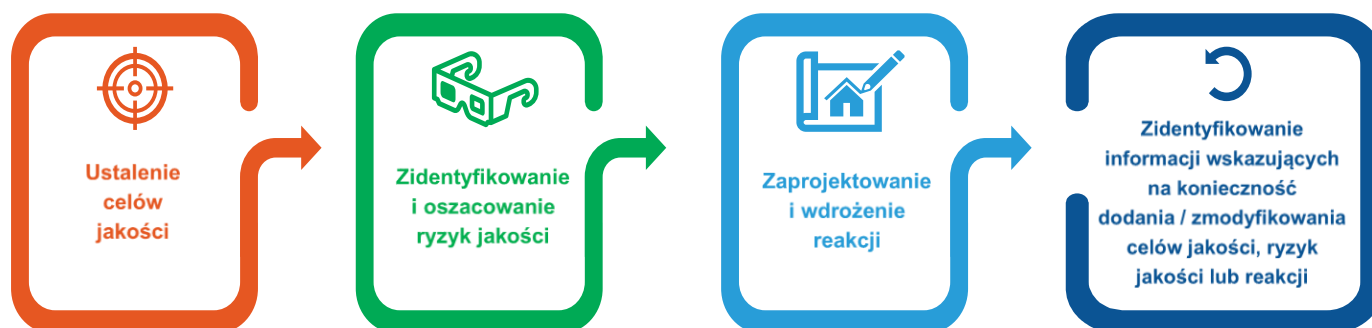 Ustalenie
celów
jakości
Zidentyfikowanie
i oszacowanie
ryzyk jakości
Zaprojektowanie
i wdrożenie
reakcji
Zidentyfikowanie
informacji wskazujących
na konieczność
dodania / zmodyfikowania
celów jakości, ryzyk
jakości lub reakcji